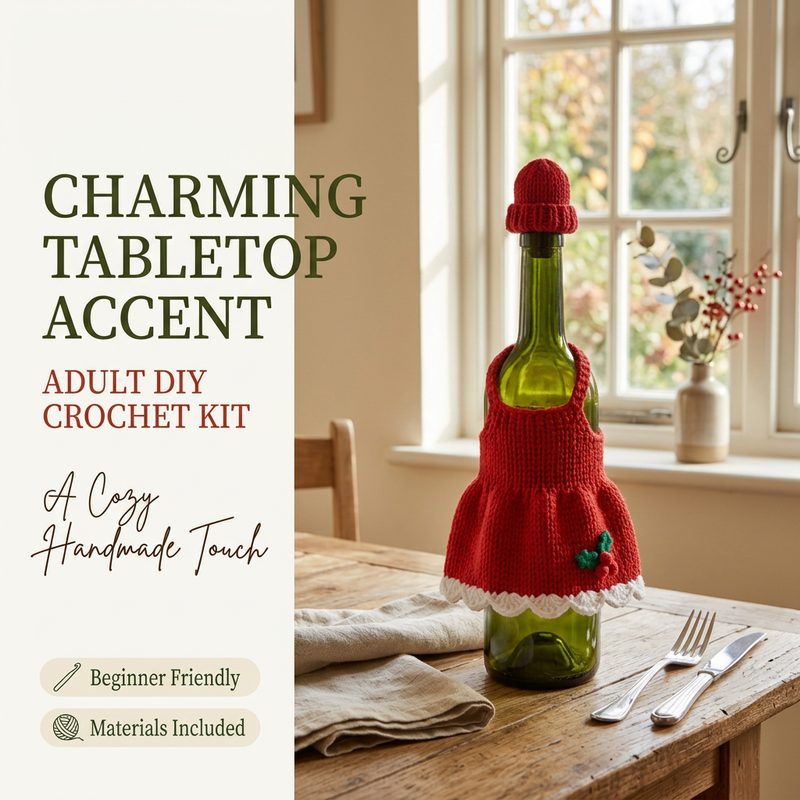 CHARMING
TABLETOP
ACCENT
ADULT DIY
CROCHET KIT
A Cozy
Handmade Touch
Beginner Friendly
Materials Included